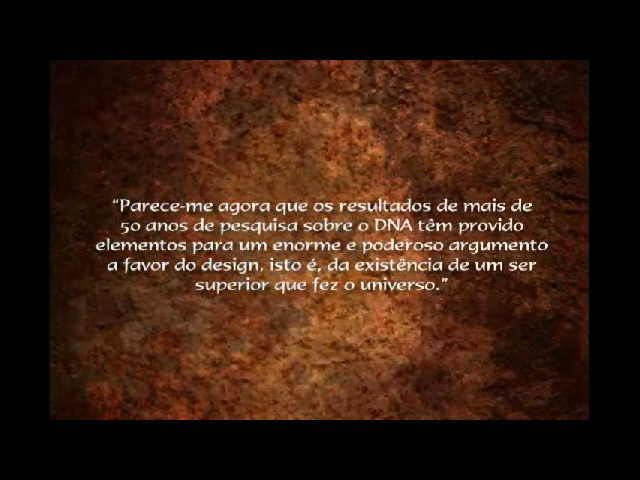 “Parece-me agora que os resultados de mais de
50 anos de pesquisa sobre o DNA têm provido
elementos para um enorme e poderoso argumento
a favor do design, isto é, da existência de um ser
superior que fez o universo.”